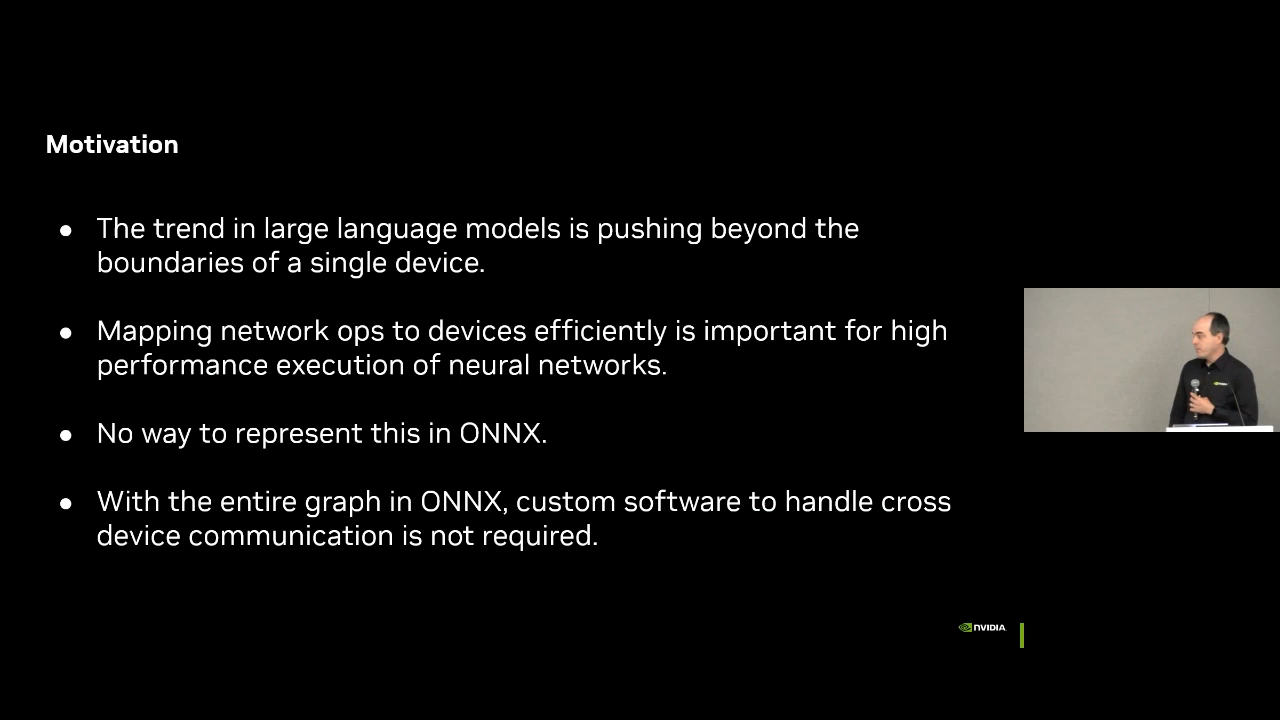 Motivation
● The trend in large language models is pushing beyond the
boundaries of a single device.
● Mapping network ops to devices efficiently is important for high
performance execution of neural networks.
● No way to represent this in ONNX.
● With the entire graph in ONNX, custom software to handle cross
device communication is not required.
NVIDIA.